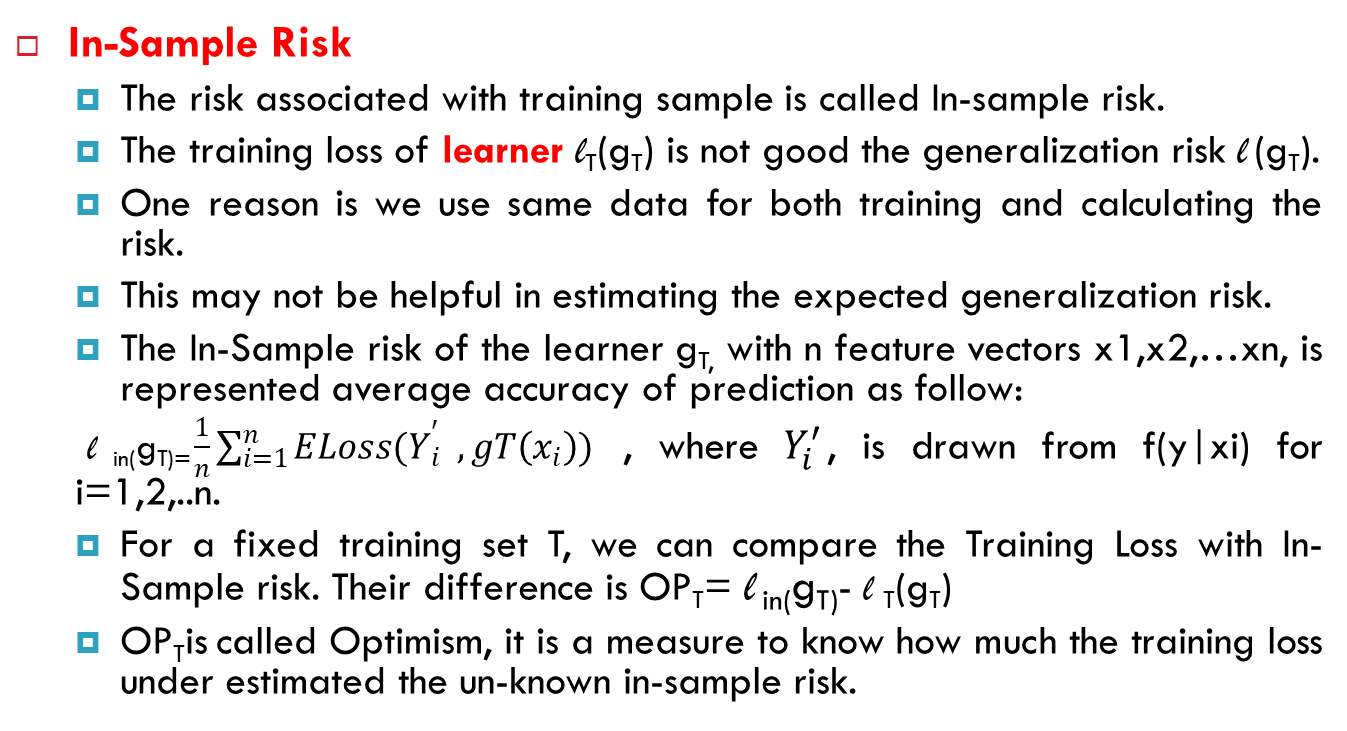 In-Sample Risk
The risk associated with training sample is called In-sample risk.
The training loss of learner ℓT(gT) is not good the generalization risk ℓ(gT).
One reason is we use same data for both training and calculating the
risk.
This may not be helpful in estimating the expected generalization risk.
The In-Sample risk of the learner gT, with n feature vectors x1,x2,...xn, is
represented average accuracy of prediction as follow:
ℓ in(gT)=1/n ∑ⁿᵢ₌₁ ELoss(Yᵢ′ , gT(xᵢ)) , where Yᵢ′, is drawn from f(y|xi) for
i=1,2,..n.
For a fixed training set T, we can compare the Training Loss with In-
Sample risk. Their difference is OPT= ℓ in(gT)- ℓ T(gT)
OPTis called Optimism, it is a measure to know how much the training loss
under estimated the un-known in-sample risk.